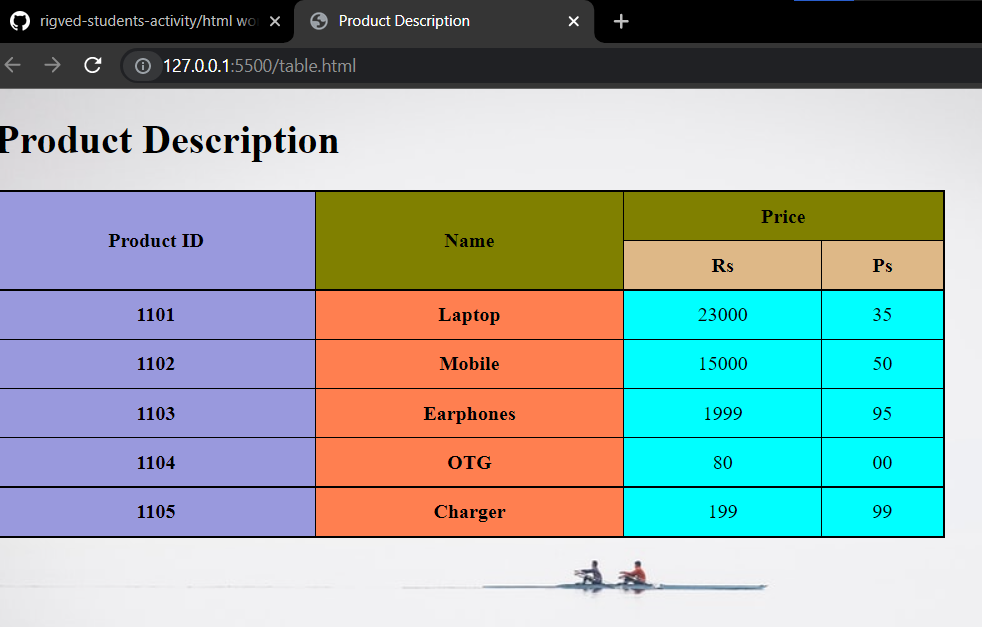 rigved-students-activity/html wo
Product Description
127.0.0.1:5500/table.html
Product Description
Product ID Name Price
Rs Ps
1101 Laptop 23000 35
1102 Mobile 15000 50
1103 Earphones 1999 95
1104 OTG 80 00
1105 Charger 199 99